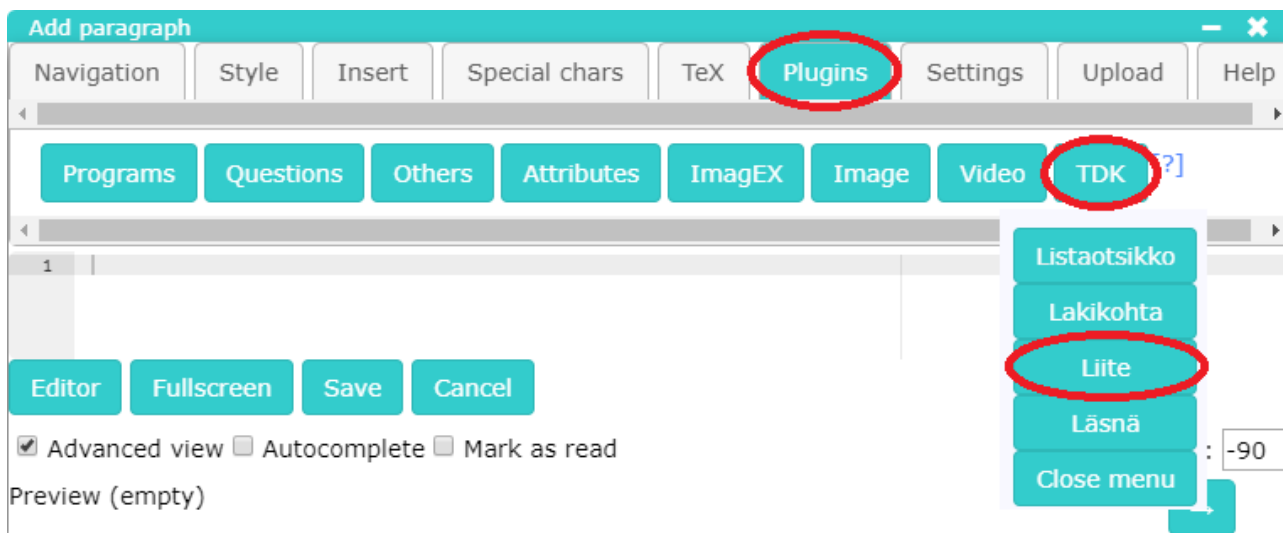 Add paragraph
Navigation Style Insert Special chars TeX Plugins Settings Upload Help
Programs Questions Others Attributes ImagEX Image Video TDK [?]
Listaotsikko
1
Lakikohta
Liite
Editor Fullscreen Save Cancel
Läsnä
Advanced view Autocomplete Mark as read : -90
Close menu
Preview (empty)